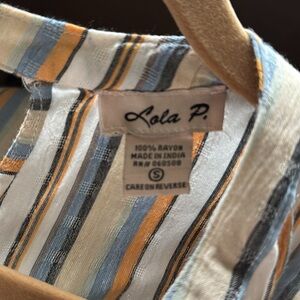 Lola P.
100% RAYON
MADE IN INDIA
RN# 060508
S
CARE ON REVERSE